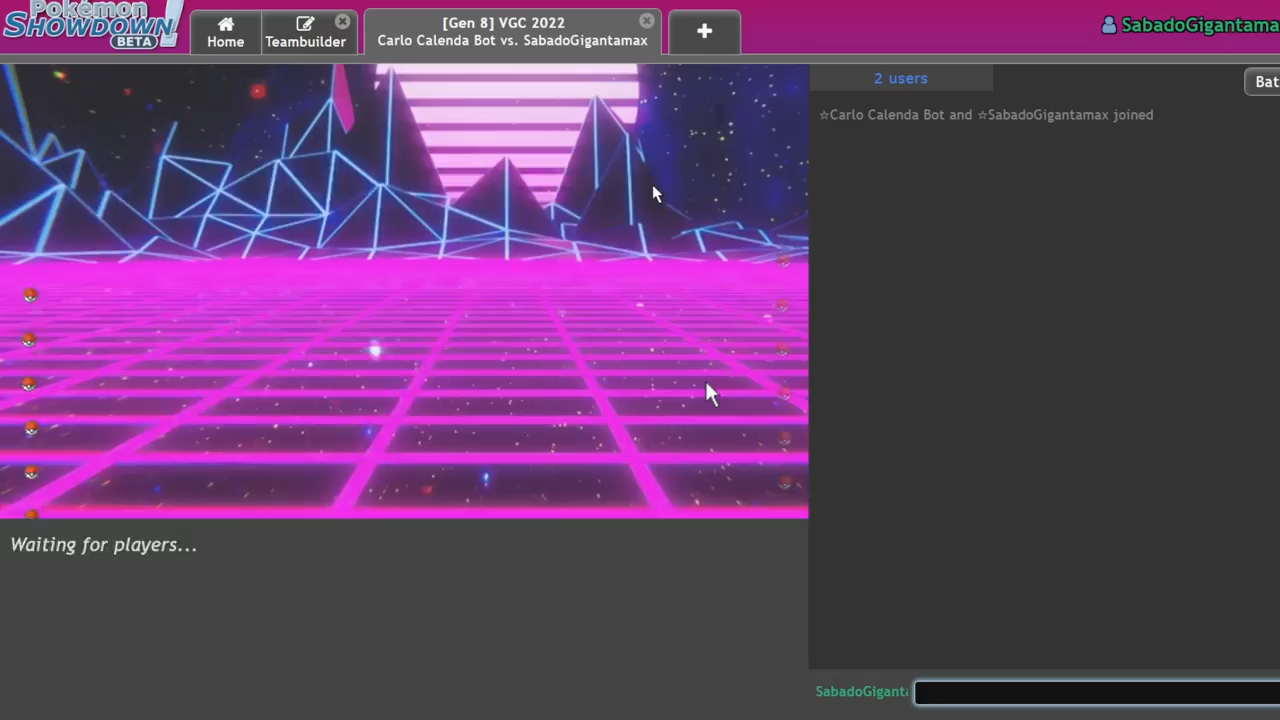 Pokémon
SHOWDOWN!
BETA
Home
Teambuilder
[Gen 8] VGC 2022
Carlo Calenda Bot vs. SabadoGigantamax
SabadoGigantama
2 users
Bat
☆Carlo Calenda Bot and ☆SabadoGigantamax joined
Waiting for players...
SabadoGiganta